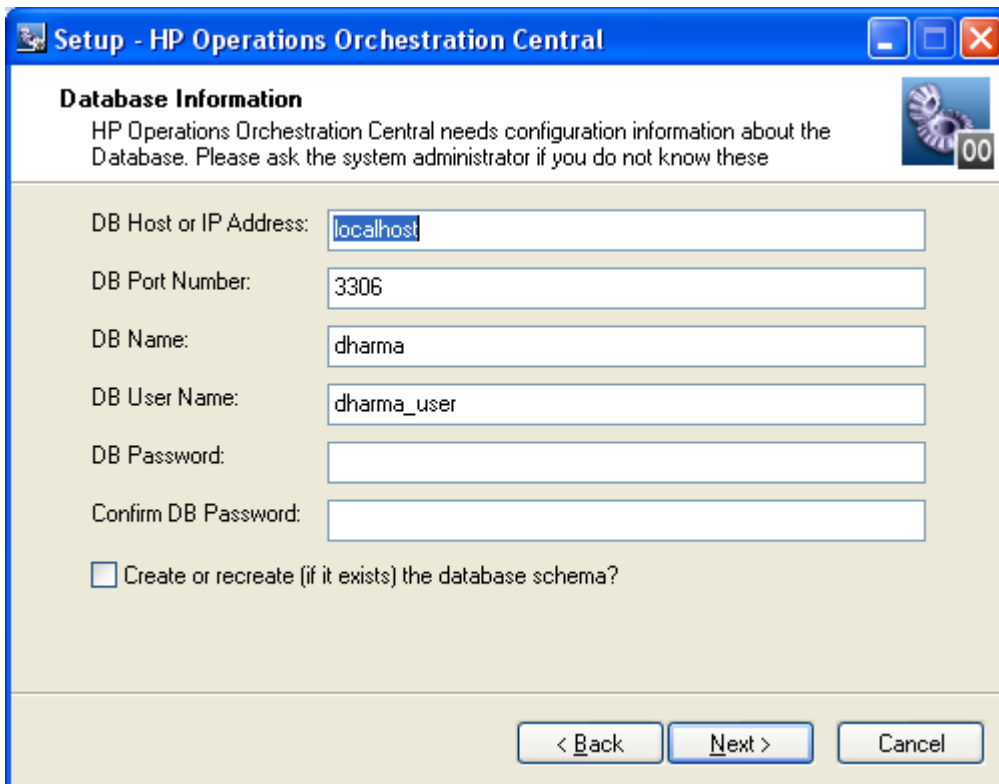 Setup - HP Operations Orchestration Central
Database Information
HP Operations Orchestration Central needs configuration information about the
Database. Please ask the system administrator if you do not know these
OO
DB Host or IP Address:
localhost
DB Port Number:
3306
DB Name:
dharma
DB User Name:
dharma_user
DB Password:
Confirm DB Password:
Create or recreate (if it exists) the database schema?
< Back
Next >
Cancel